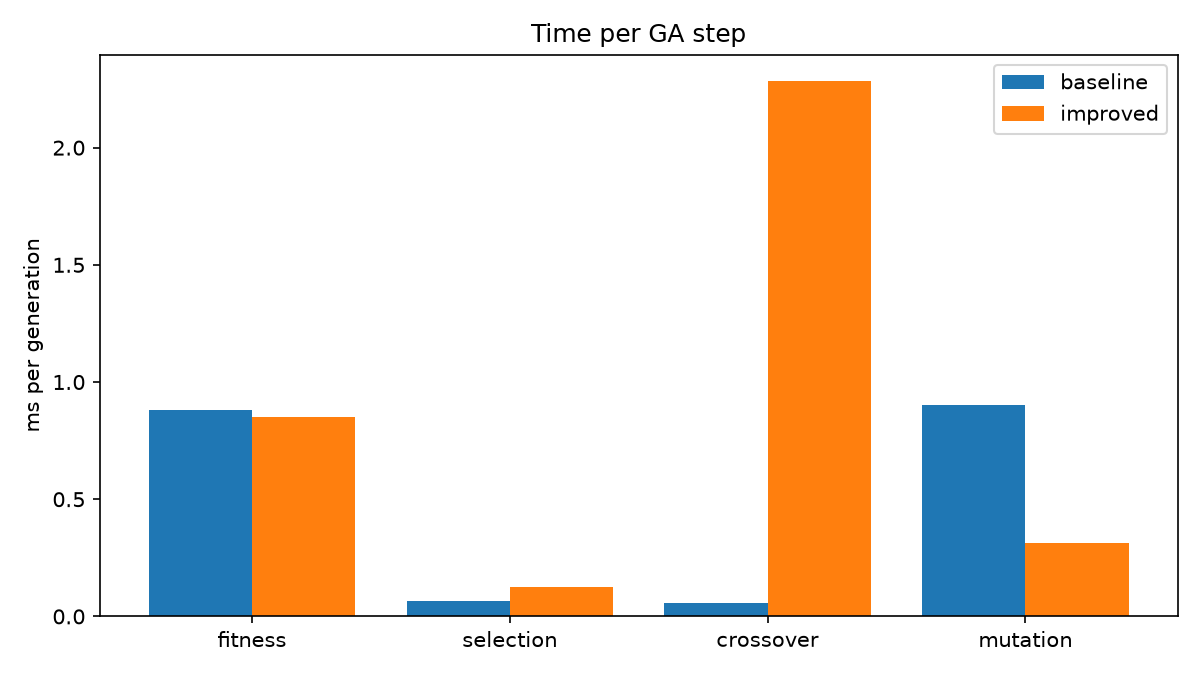 Time per GA step
baseline
improved
ms per generation
2.0
1.5
1.0
0.5
0.0
fitness
selection
crossover
mutation